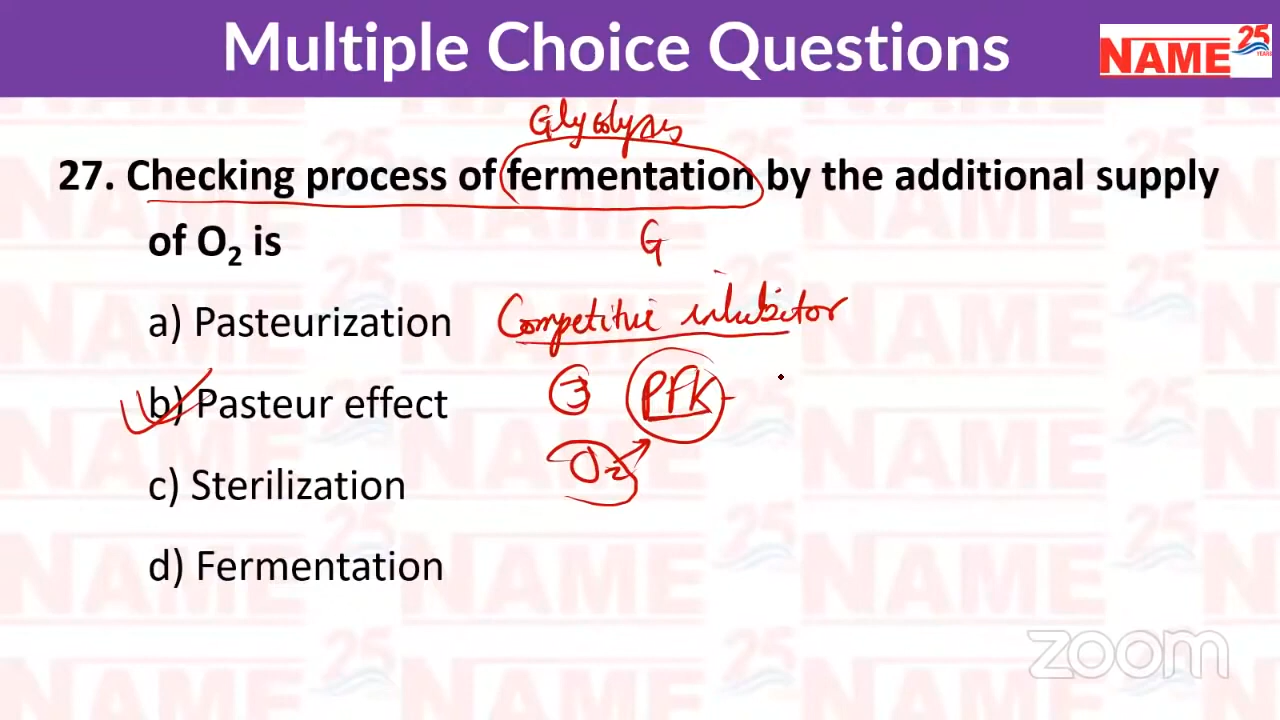 Multiple Choice Questions
NAME 25 YEARS
Glycolysis
27. Checking process of fermentation by the additional supply
of O₂ is
G
a) Pasteurization
Competitive inhibitor
b) Pasteur effect
3 PFK
c) Sterilization
O₂
d) Fermentation
zoom